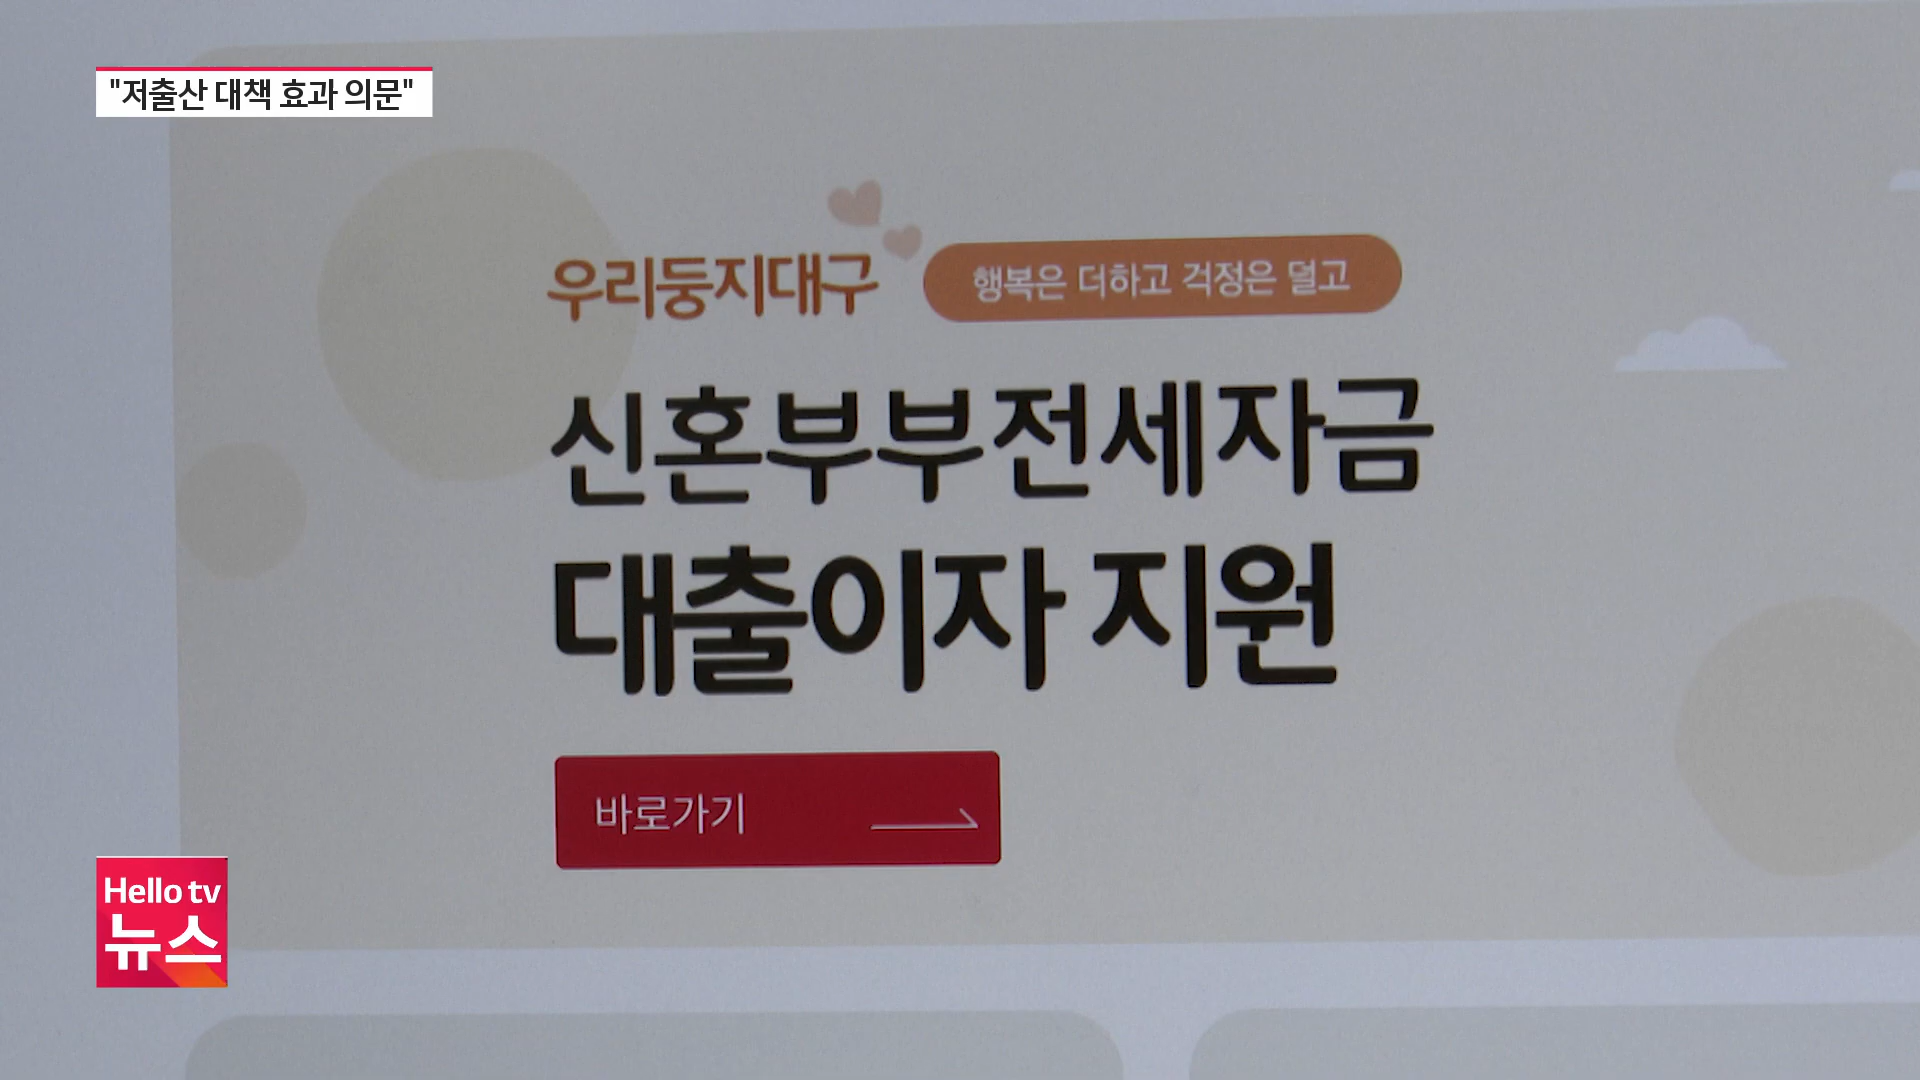 "저출산 대책 효과 의문"
우리둥지대구 행복은 더하고 걱정은 덜고
신혼부부전세자금
대출이자 지원
바로가기
Hello tv
뉴스